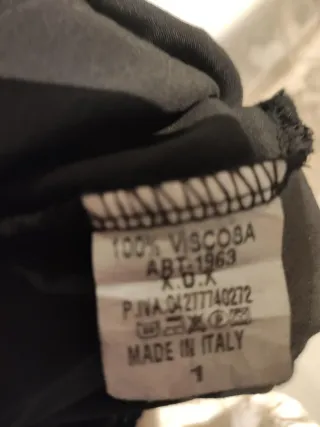 100% VISCOSA
ART.1963
X.O.X
P.IVA.04277740272
MADE IN ITALY
1